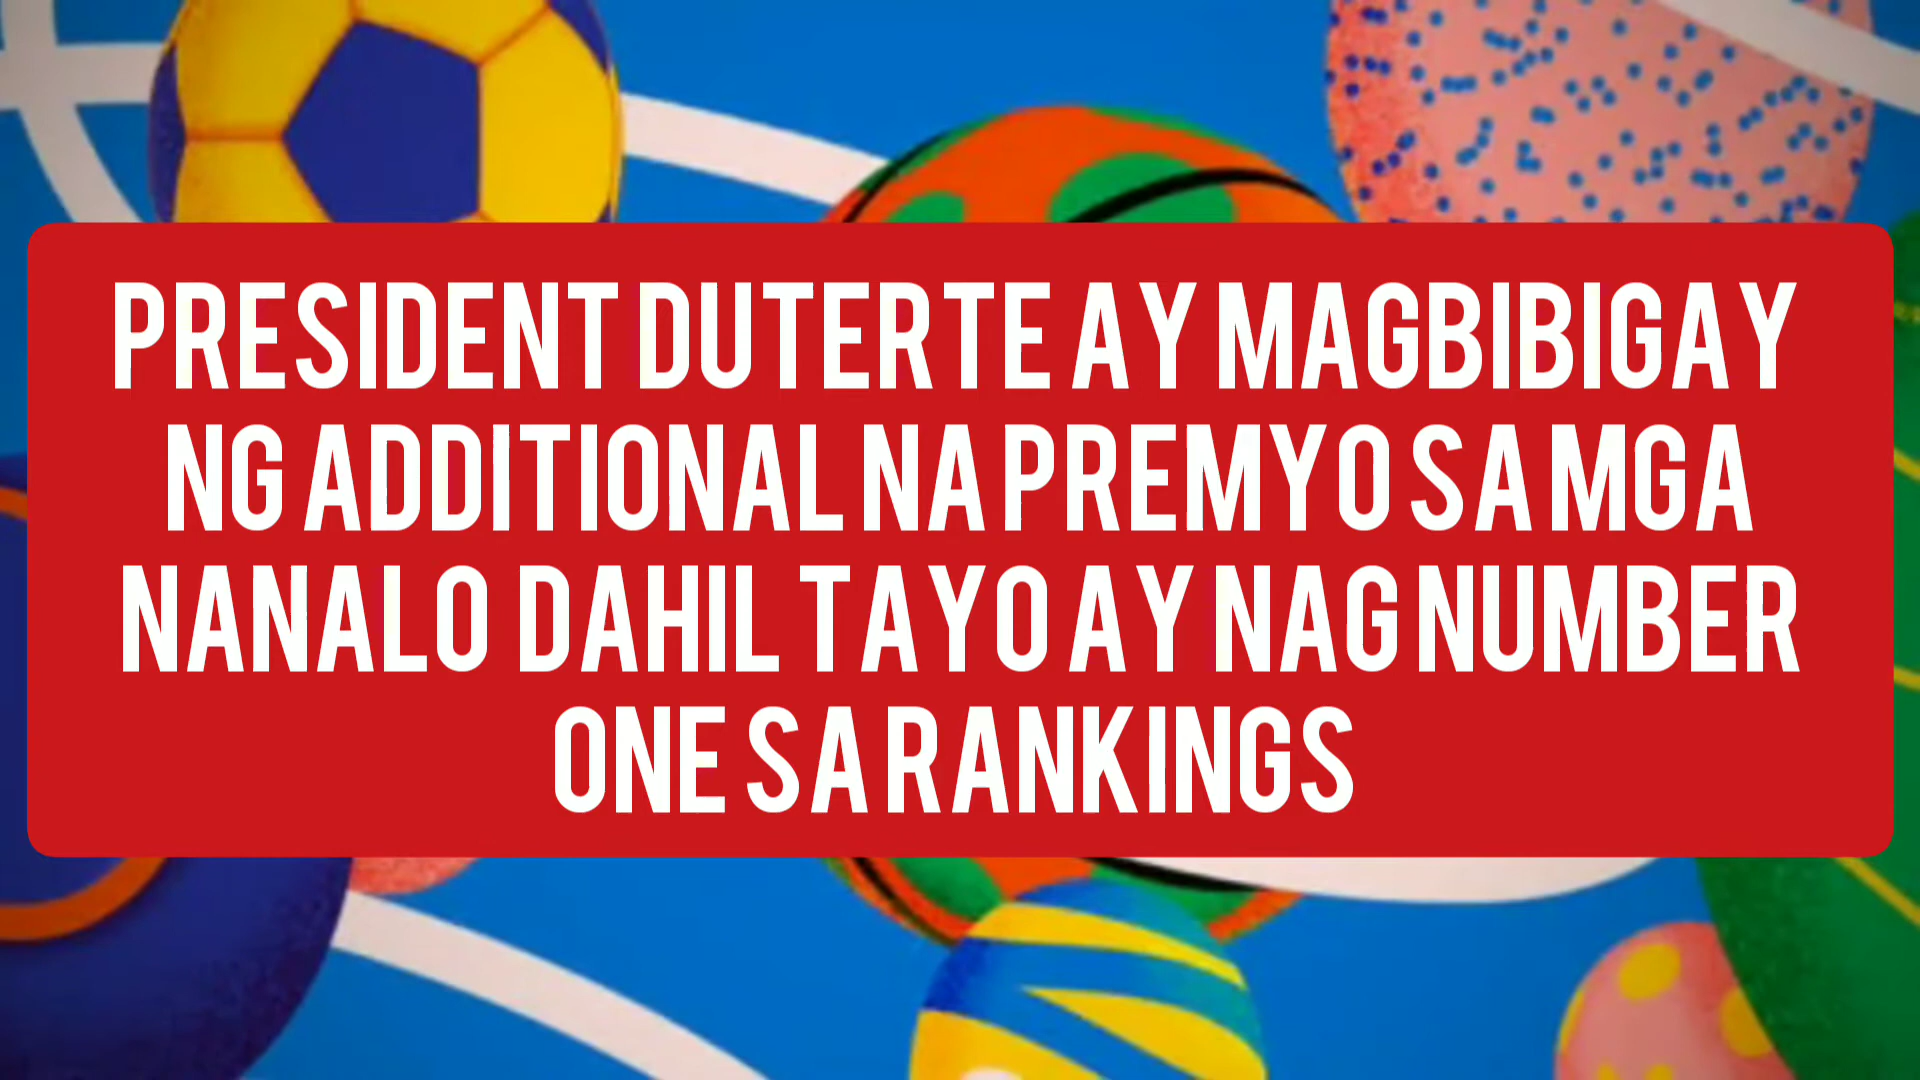 PRESIDENT DUTERTE AY MAGBIBIGAY
NG ADDITIONAL NA PREMYO SA MGA
NANALO DAHIL TAYO AY NAG NUMBER
ONE SA RANKINGS